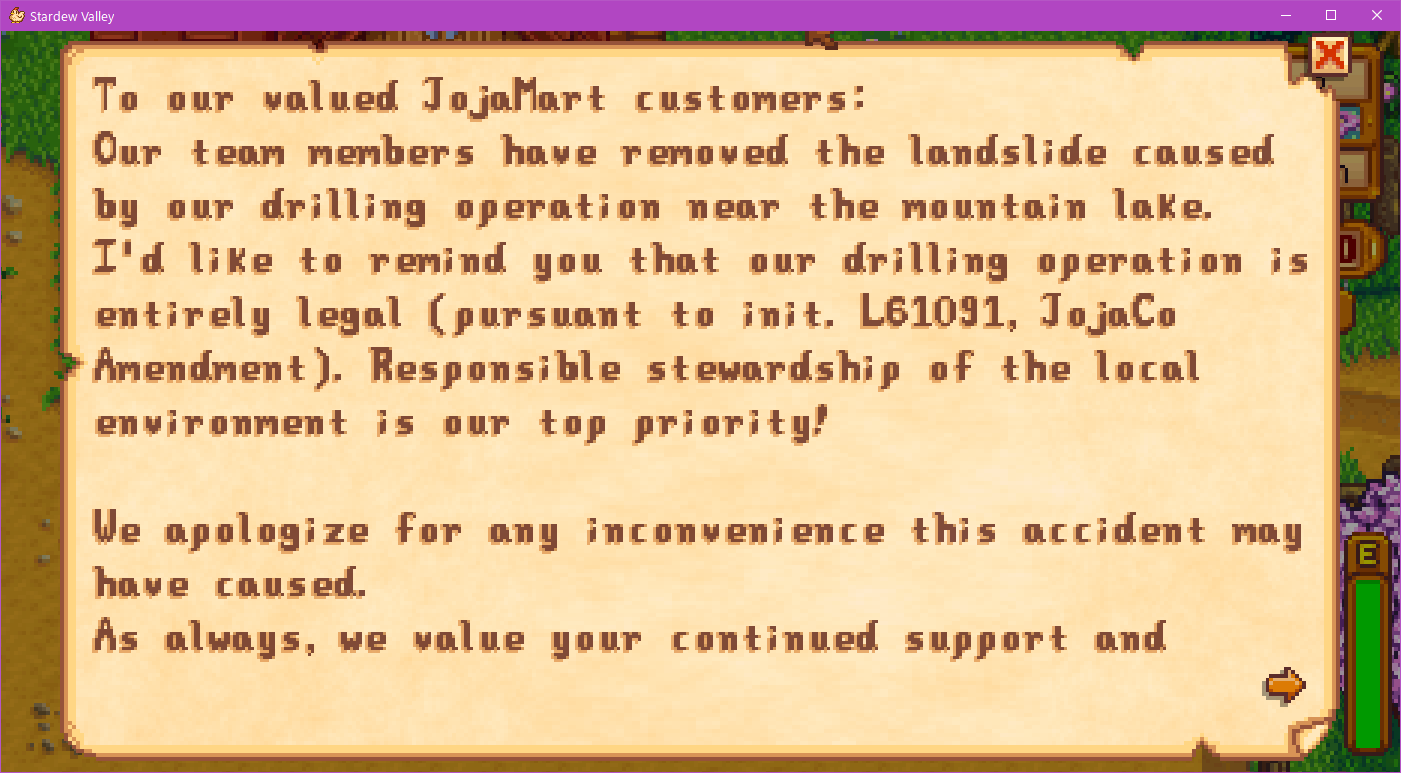 Stardew Valley
To our valued JojaMart customers:
Our team members have removed the landslide caused
by our drilling operation near the mountain lake.
I'd like to remind you that our drilling operation is
entirely legal (pursuant to init. L61091, JojaCo
Amendment). Responsible stewardship of the local
environment is our top priority!
We apologize for any inconvenience this accident may
have caused.
As always, we value your continued support and
E